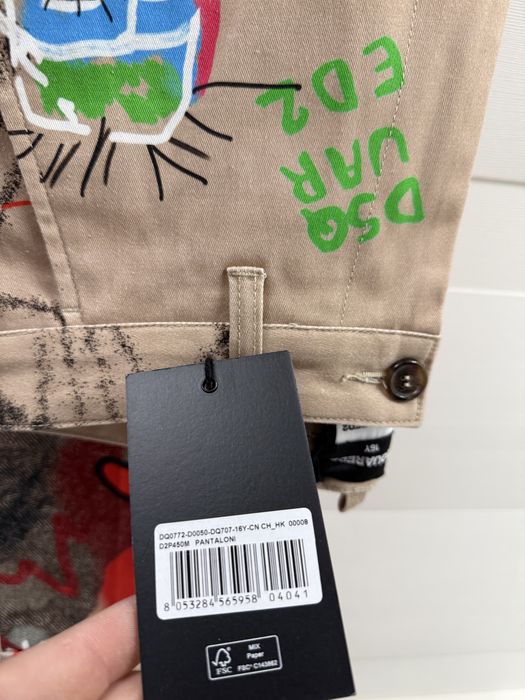 DSQ
UAR
ED2
16Y
DQ0772-D0050-DQ707-16Y-CN CH_HK 00008
D2P450M PANTALONI
8 053284 565958 04041
FSC
MIX
Paper
FSC® C143862